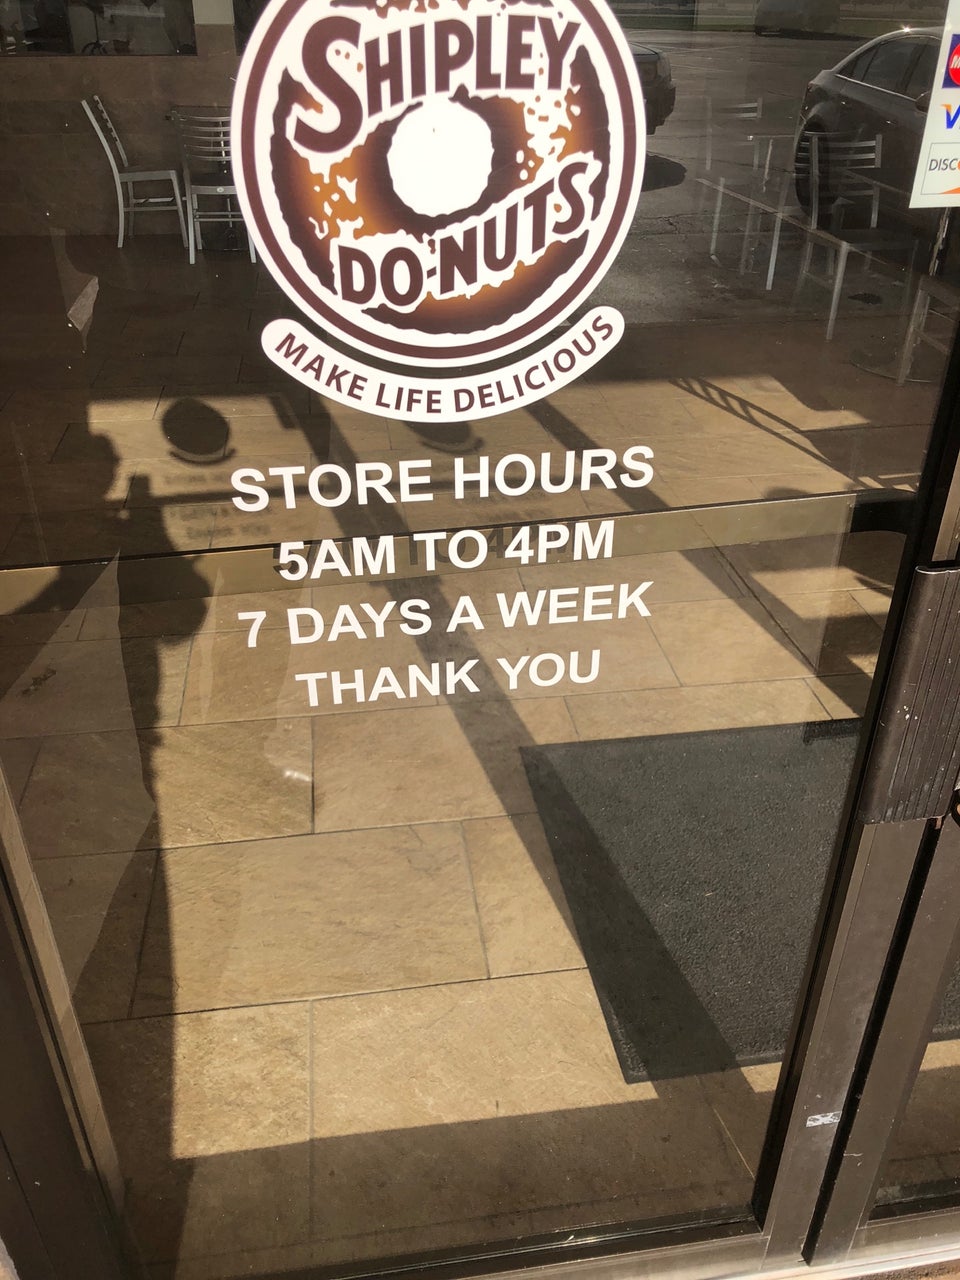 SHIPLEY
DO-NUTS
MAKE LIFE DELICIOUS
STORE HOURS
5AM TO 4PM
7 DAYS A WEEK
THANK YOU